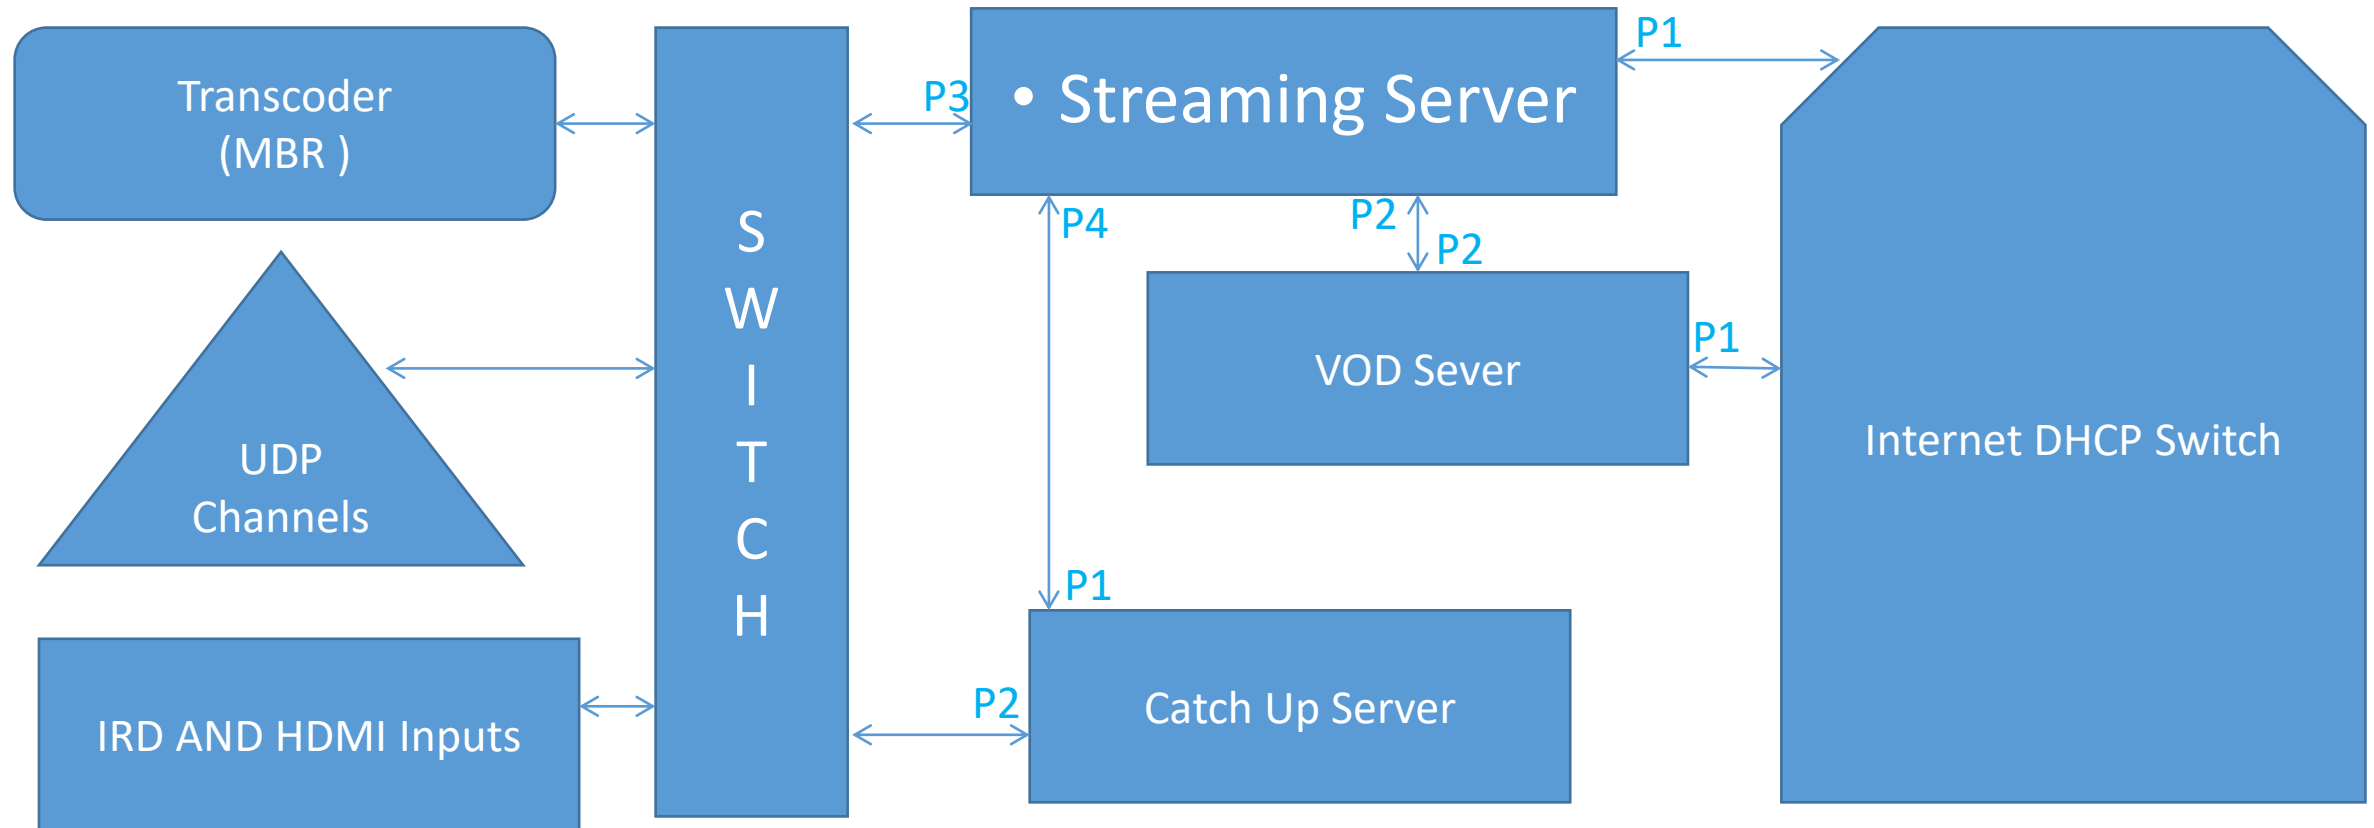 Transcoder
(MBR )
UDP
Channels
IRD AND HDMI Inputs
S
W
I
T
C
H
P3
• Streaming Server
P1
P4
P2
P2
VOD Sever
P1
P1
P2
Catch Up Server
Internet DHCP Switch